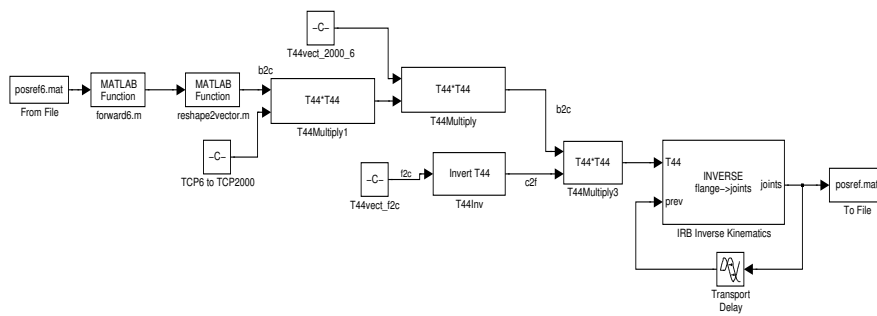 –C–
T44vect_2000_6
posref6.mat
From File
MATLAB
Function
forward6.m
MATLAB
Function
reshape2vector.m
b2c
T44*T44
T44Multiply1
T44*T44
T44Multiply
b2c
–C–
TCP6 to TCP2000
–C–
T44vect_f2c
f2c
Invert T44
T44Inv
c2f
T44*T44
T44Multiply3
T44
prev
INVERSE
flange->joints
joints
IRB Inverse Kinematics
posref.mat
To File
Transport
Delay